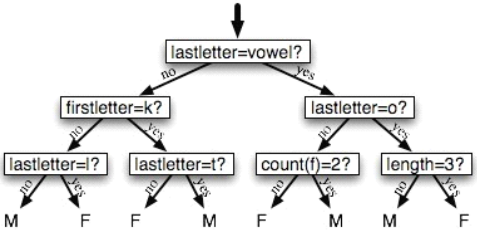 lastletter=vowel?
no yes
firstletter=k? lastletter=o?
no yes no yes
lastletter=l? lastletter=t? count(f)=2? length=3?
no yes no yes no yes no yes
M F F M F M M F